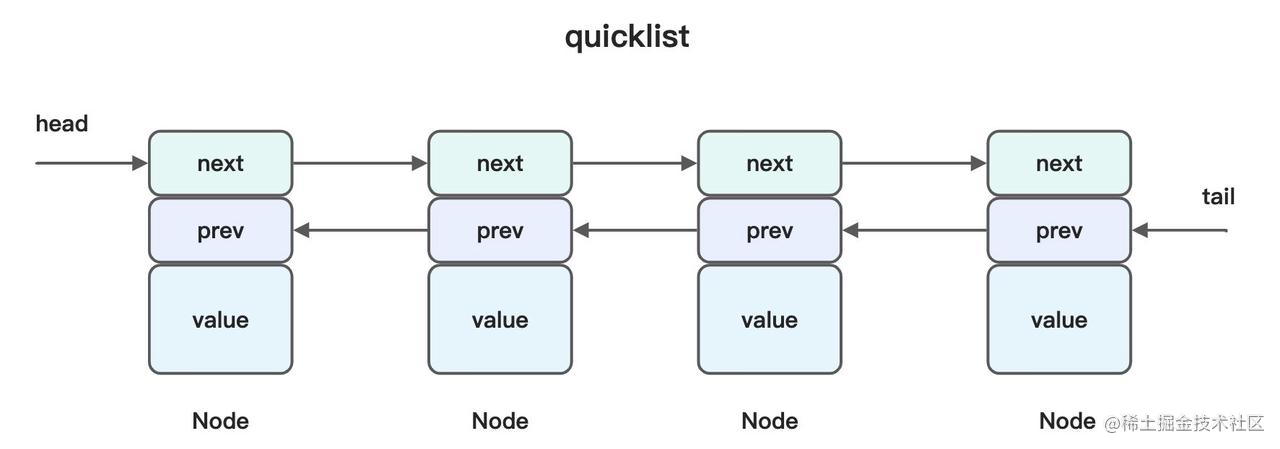 quicklist
head
next next next next
tail
prev prev prev prev
value value value value
Node Node Node Node
@稀土掘金技术社区